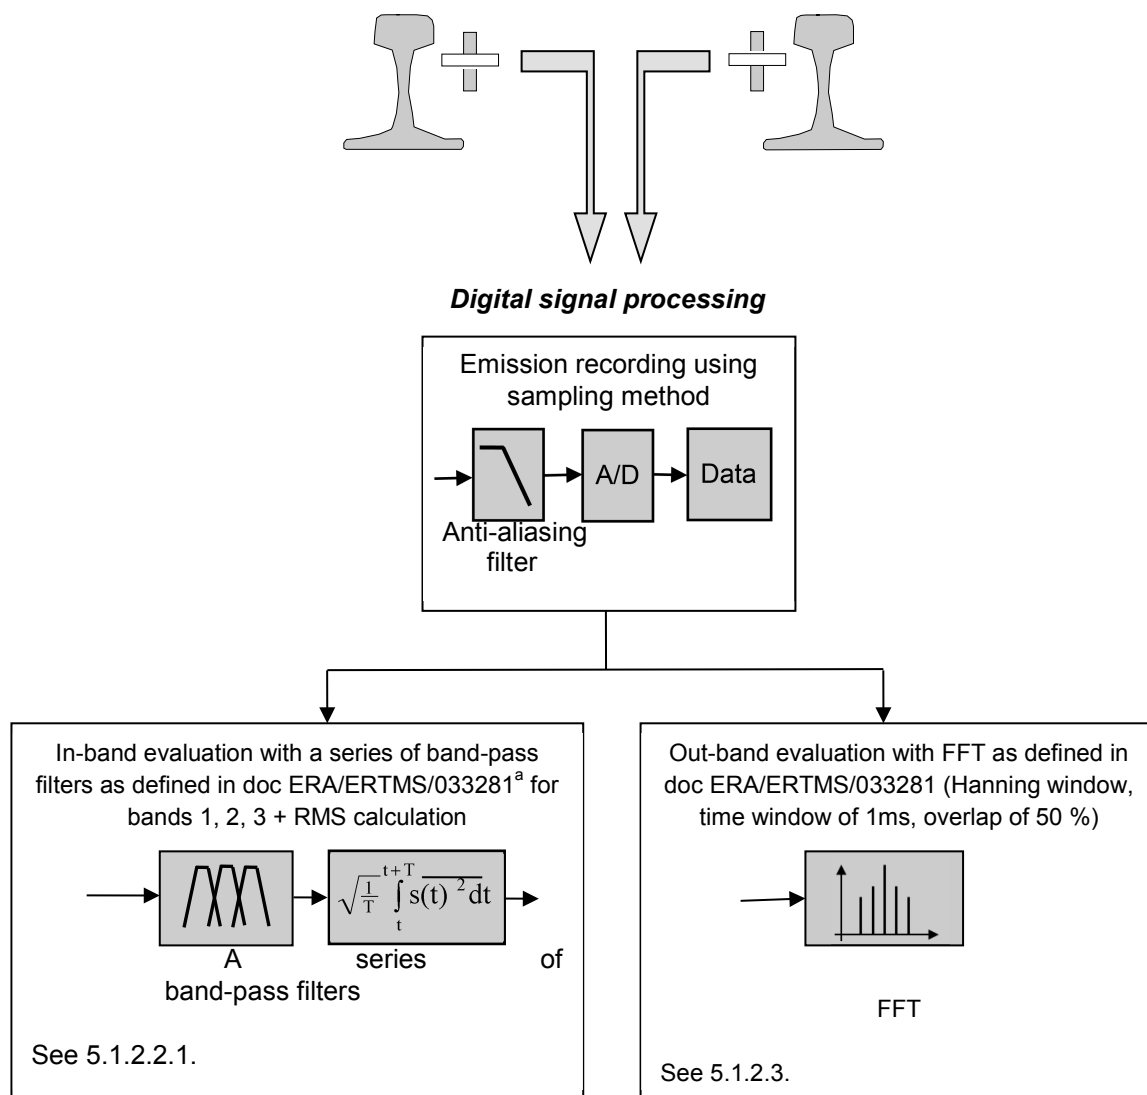 Digital signal processing
Emission recording using
sampling method
A/D
Data
Anti-aliasing
filter
In-band evaluation with a series of band-pass
filters as defined in doc ERA/ERTMS/033281a for
bands 1, 2, 3 + RMS calculation
√ 1/T ∫ t t+T s(t) 2 dt
A series of
band-pass filters
See 5.1.2.2.1.
Out-band evaluation with FFT as defined in
doc ERA/ERTMS/033281 (Hanning window,
time window of 1ms, overlap of 50 %)
FFT
See 5.1.2.3.